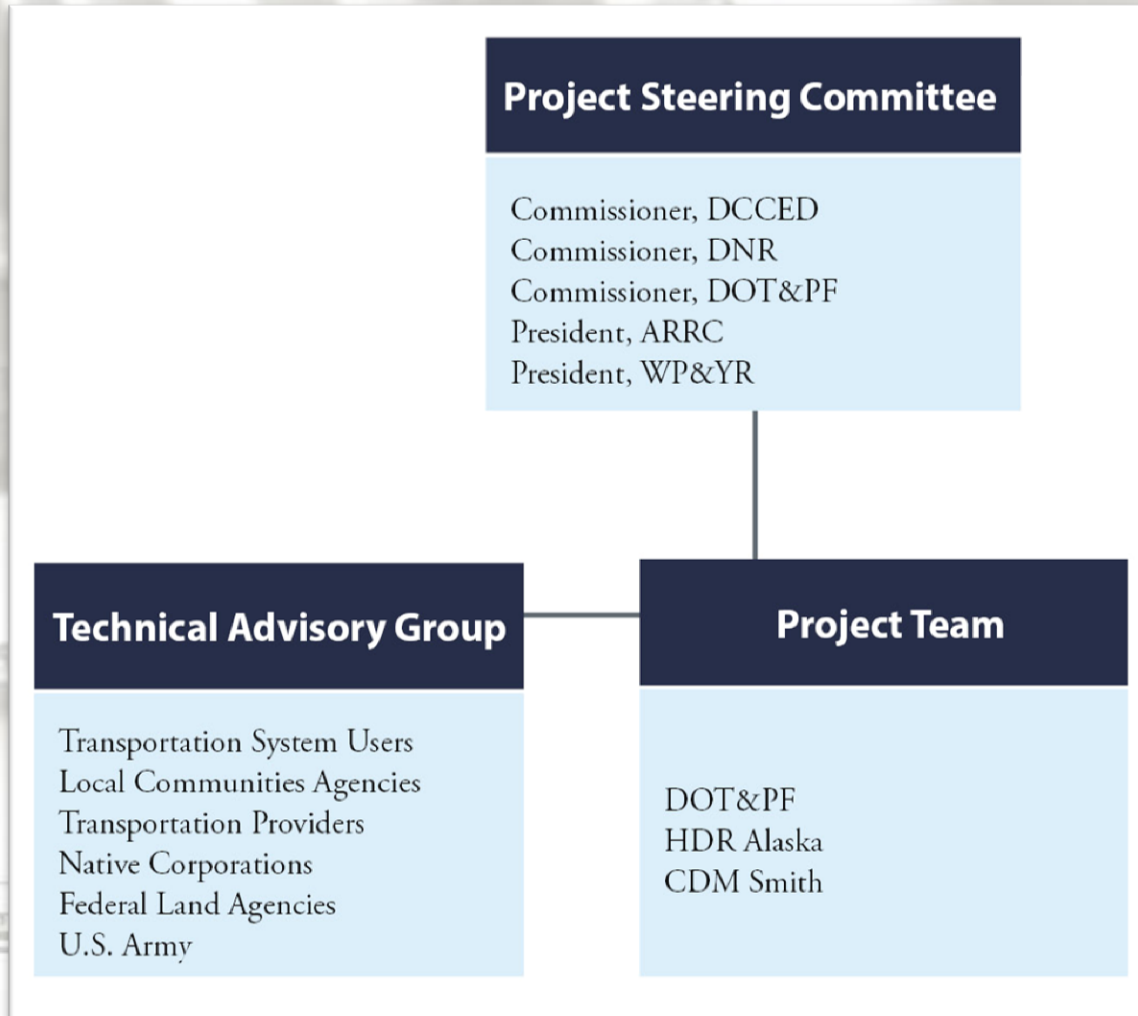 Project Steering Committee
Commissioner, DCCED
Commissioner, DNR
Commissioner, DOT&PF
President, ARRC
President, WP&YR
Technical Advisory Group
Transportation System Users
Local Communities Agencies
Transportation Providers
Native Corporations
Federal Land Agencies
U.S. Army
Project Team
DOT&PF
HDR Alaska
CDM Smith